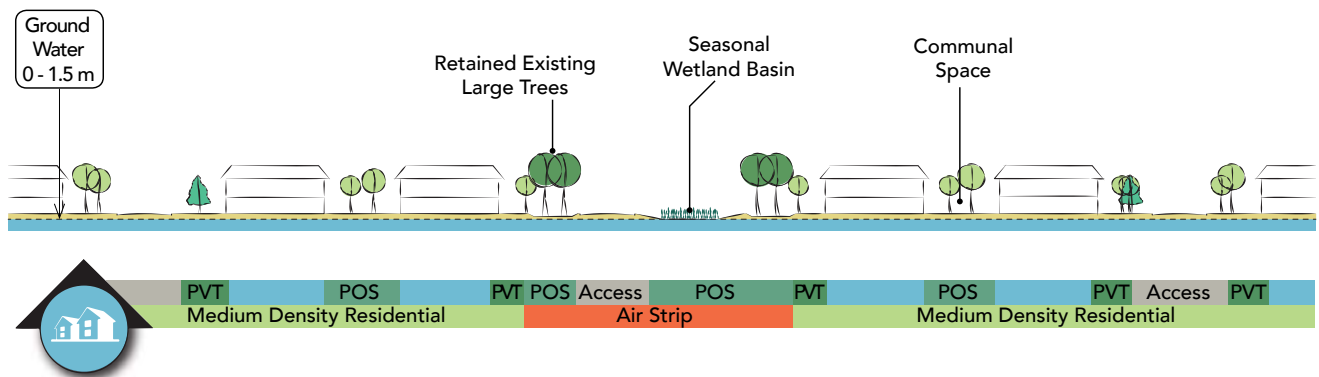 Ground
Water
0 - 1.5 m
Retained Existing
Large Trees
Seasonal
Wetland Basin
Communal
Space
PVT POS PVT POS Access POS PVT POS PVT Access PVT
Medium Density Residential Air Strip Medium Density Residential